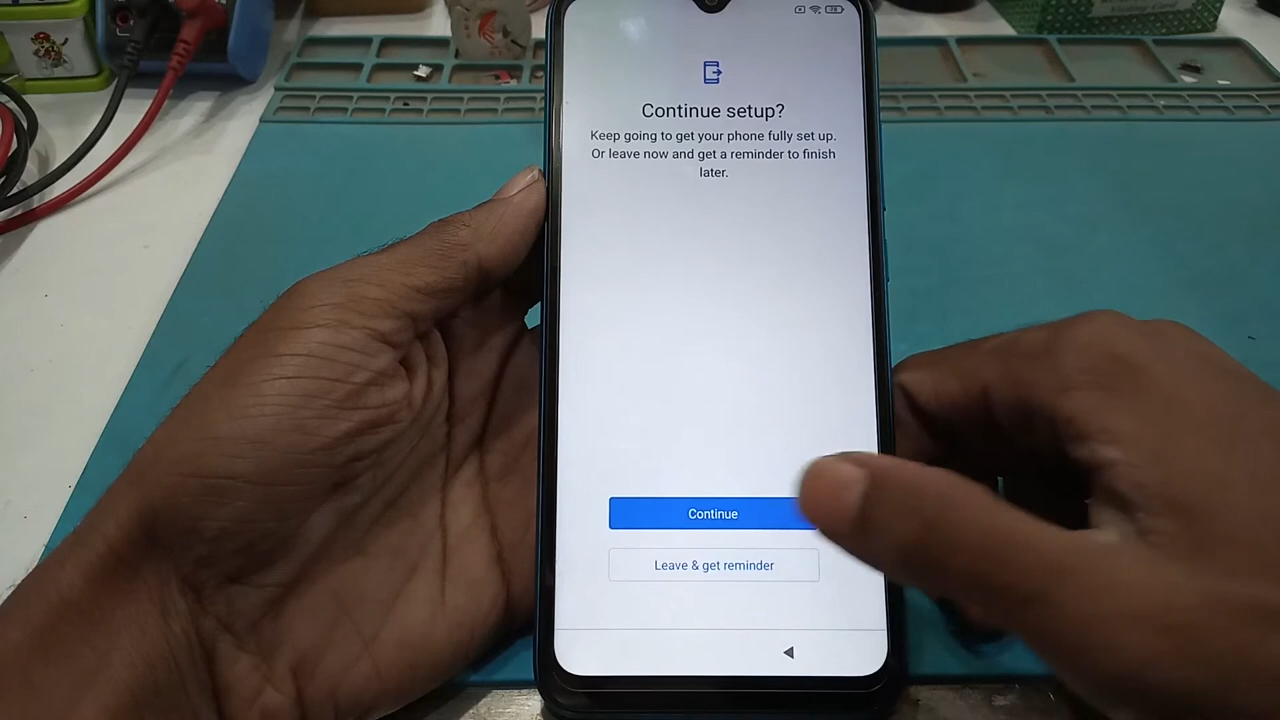 Continue setup?
Keep going to get your phone fully set up.
Or leave now and get a reminder to finish
later.
Continue
Leave & get reminder